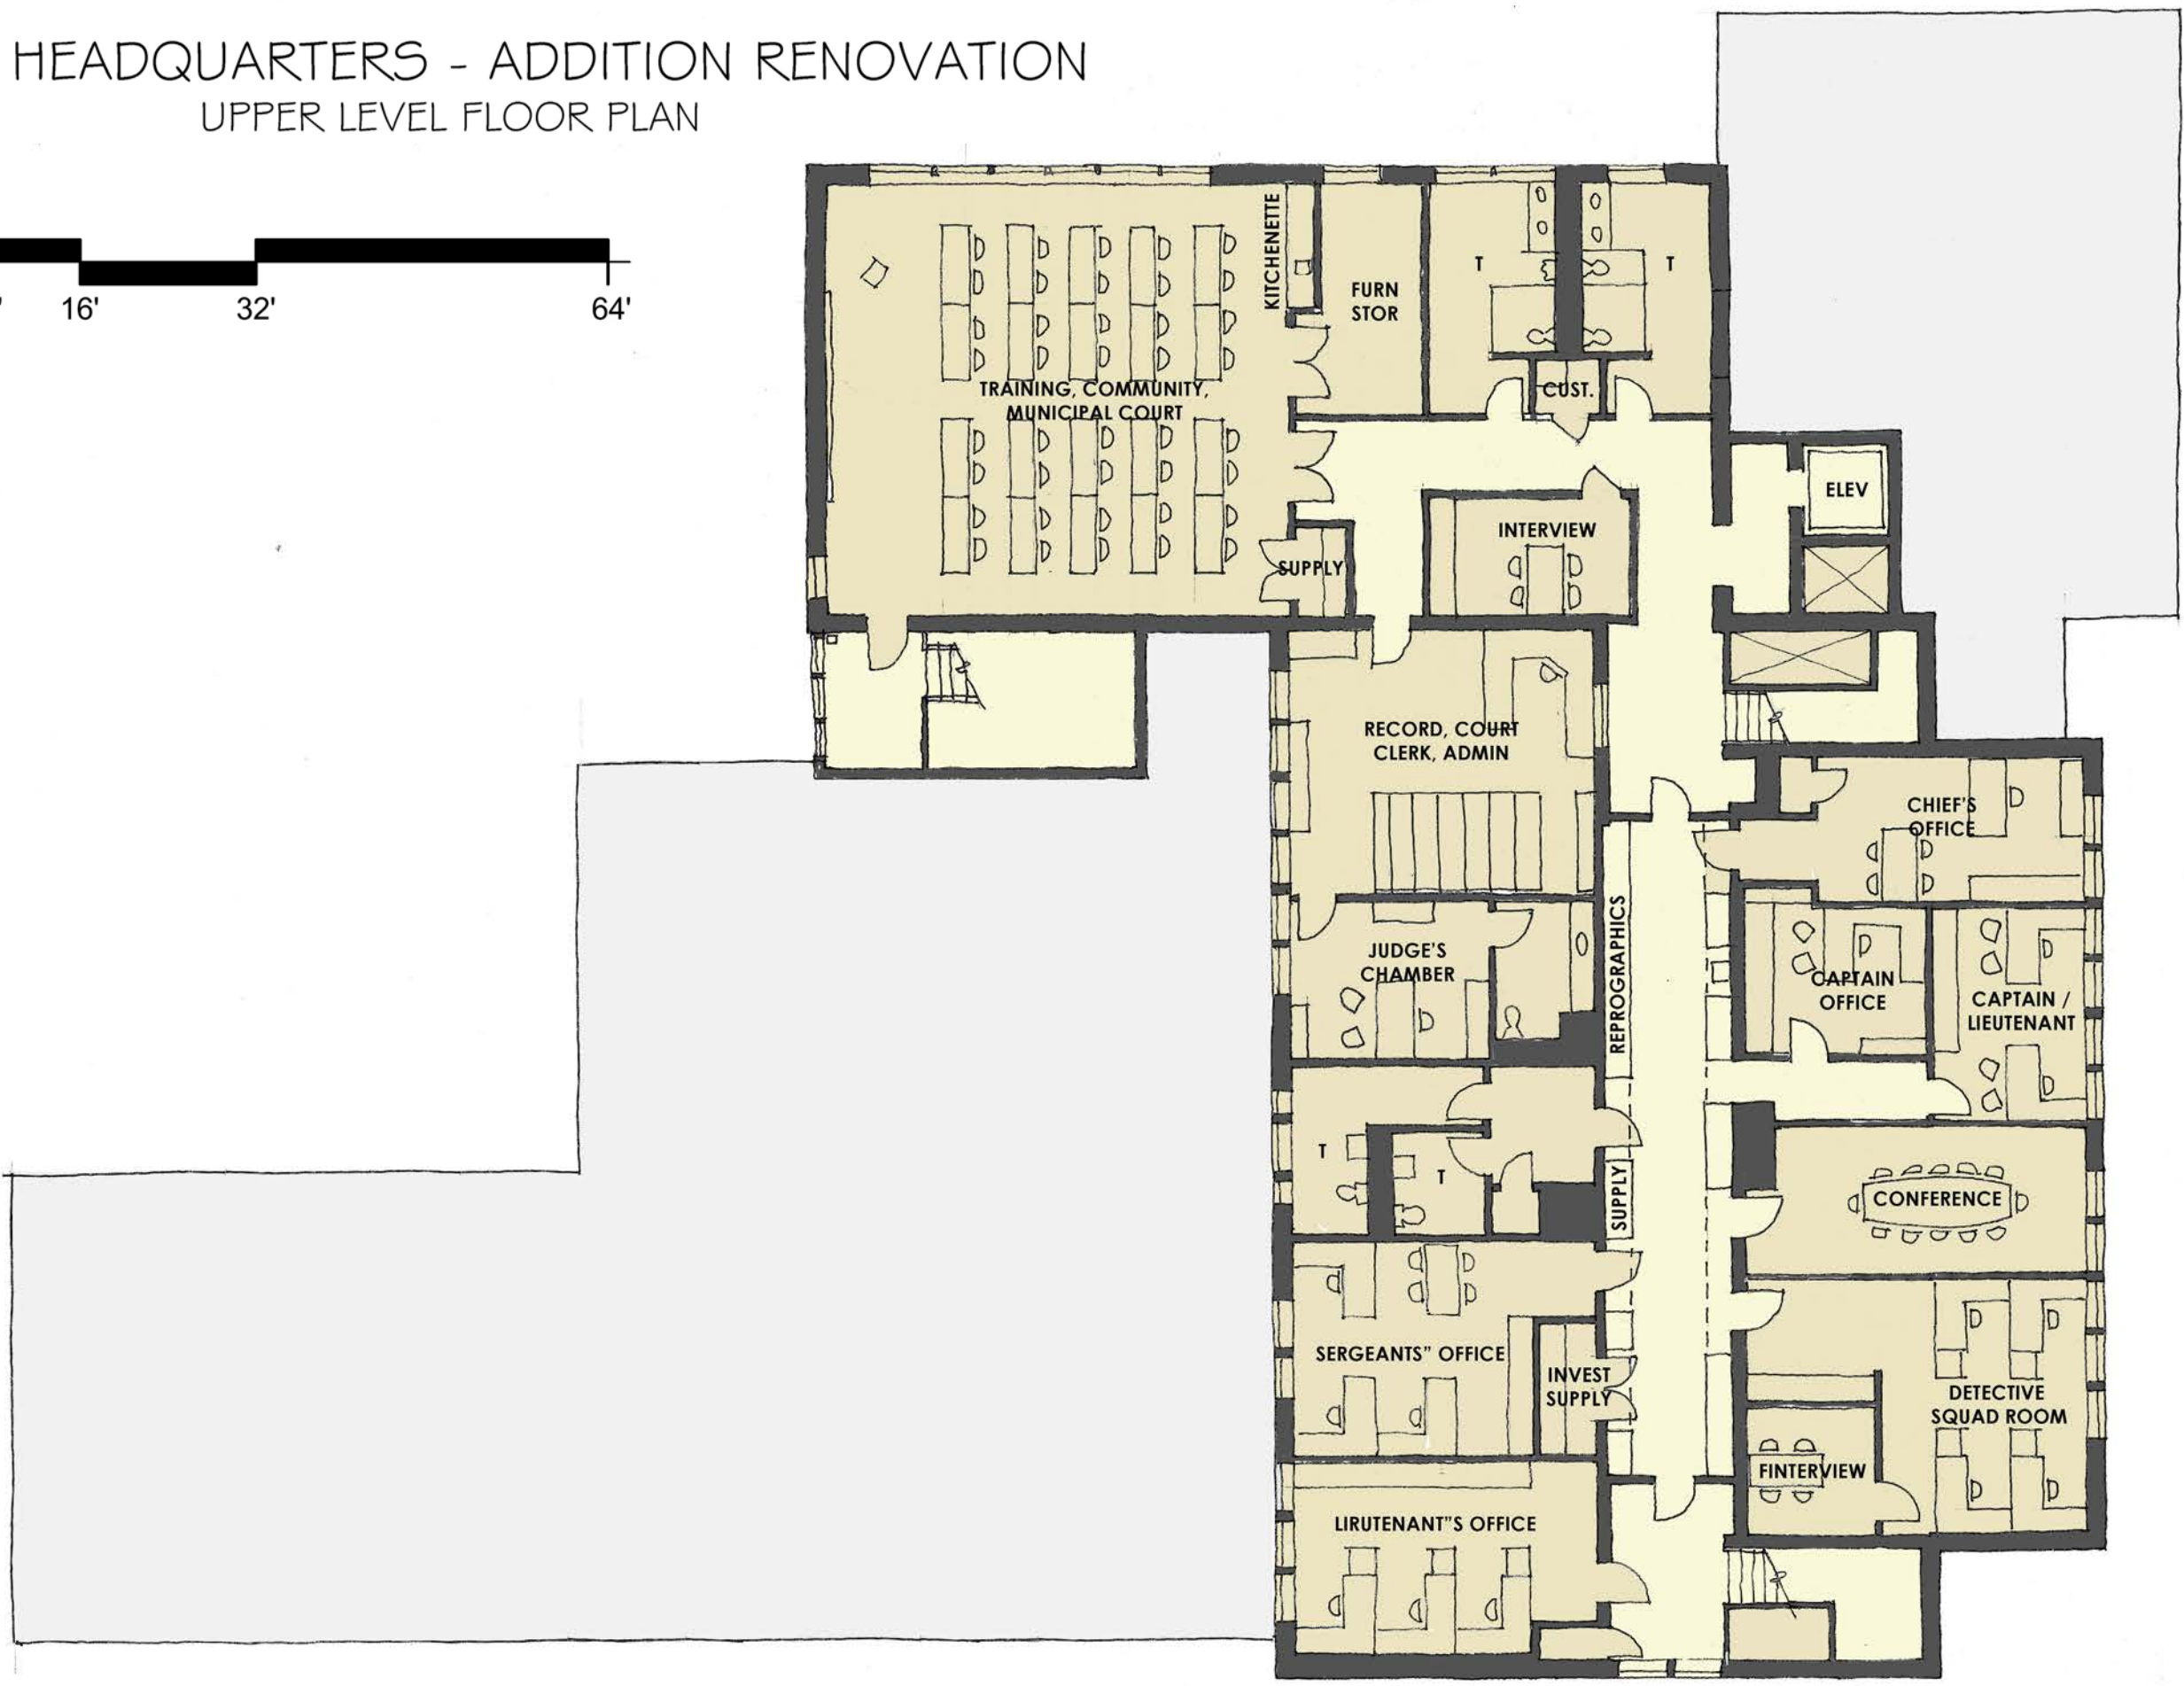 HEADQUARTERS - ADDITION RENOVATION
UPPER LEVEL FLOOR PLAN
'
16'
32'
64'
KITCHENETTE
FURN
STOR
T
T
CUST.
TRAINING, COMMUNITY,
MUNICIPAL COURT
ELEV
INTERVIEW
SUPPLY
RECORD, COURT
CLERK, ADMIN
CHIEF'S
OFFICE
REPROGRAPHICS
JUDGE'S
CHAMBER
CAPTAIN
OFFICE
CAPTAIN /
LIEUTENANT
T
T
SUPPLY
CONFERENCE
SERGEANTS" OFFICE
INVEST
SUPPLY
DETECTIVE
SQUAD ROOM
FINTERVIEW
LIRUTENANT"S OFFICE